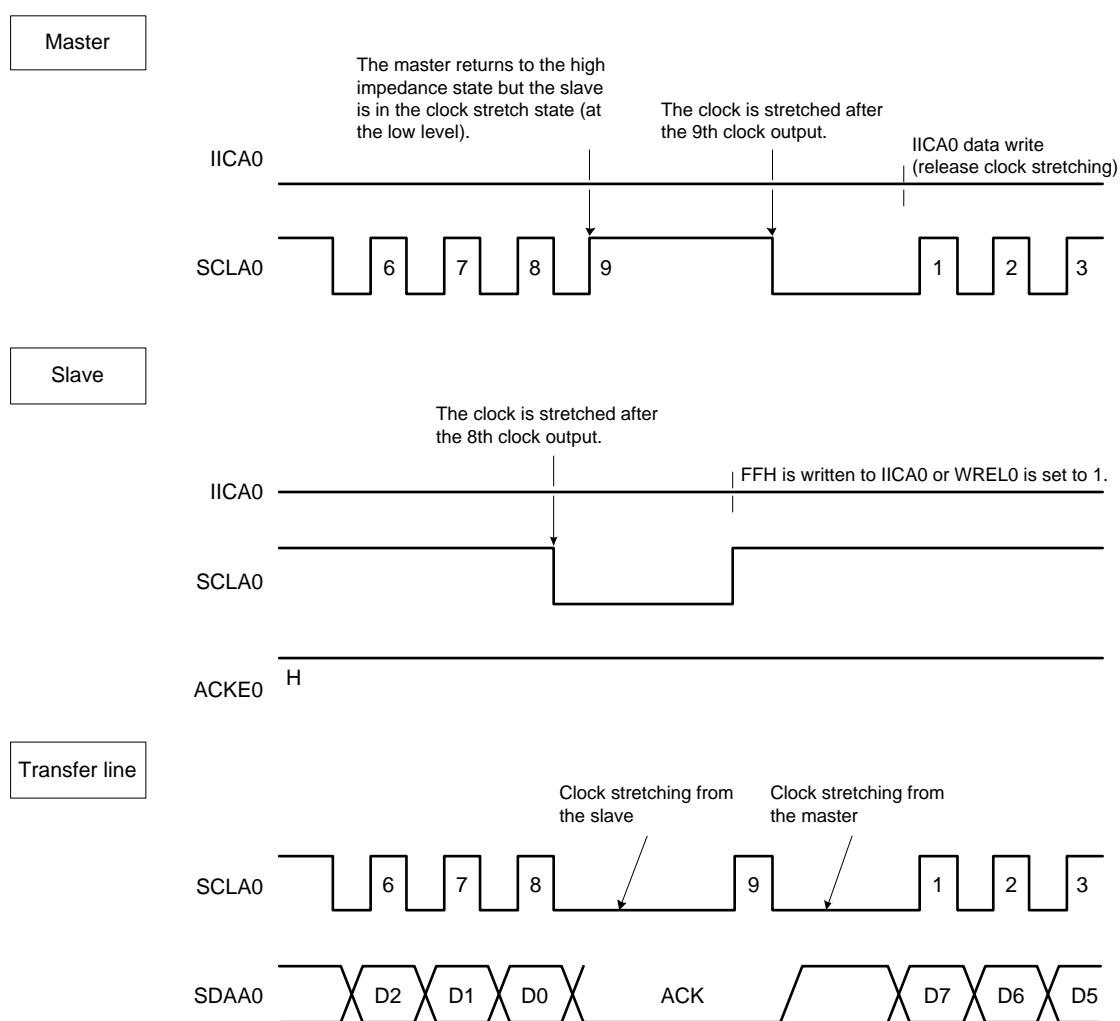 Master
The master returns to the high
impedance state but the slave
is in the clock stretch state (at
the low level).
The clock is stretched after
the 9th clock output.
IICA0 data write
(release clock stretching)
IICA0
SCLA0
6
7
8
9
1
2
3
Slave
The clock is stretched after
the 8th clock output.
FFH is written to IICA0 or WREL0 is set to 1.
IICA0
SCLA0
H
ACKE0
Transfer line
Clock stretching from
the slave
Clock stretching from
the master
SCLA0
6
7
8
9
1
2
3
SDAA0
D2
D1
D0
ACK
D7
D6
D5